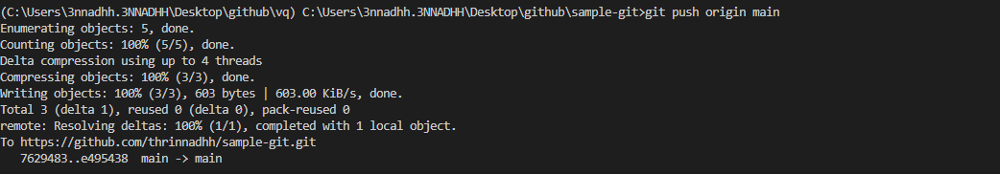 (C:\Users\3nnadhh.3NNADHH\Desktop\github\vq) C:\Users\3nnadhh.3NNADHH\Desktop\github\sample-git>git push origin main
Enumerating objects: 5, done.
Counting objects: 100% (5/5), done.
Delta compression using up to 4 threads
Compressing objects: 100% (3/3), done.
Writing objects: 100% (3/3), 603 bytes | 603.00 KiB/s, done.
Total 3 (delta 1), reused 0 (delta 0), pack-reused 0
remote: Resolving deltas: 100% (1/1), completed with 1 local object.
To https://github.com/thrinnadhh/sample-git.git
   7629483..e495438  main -> main